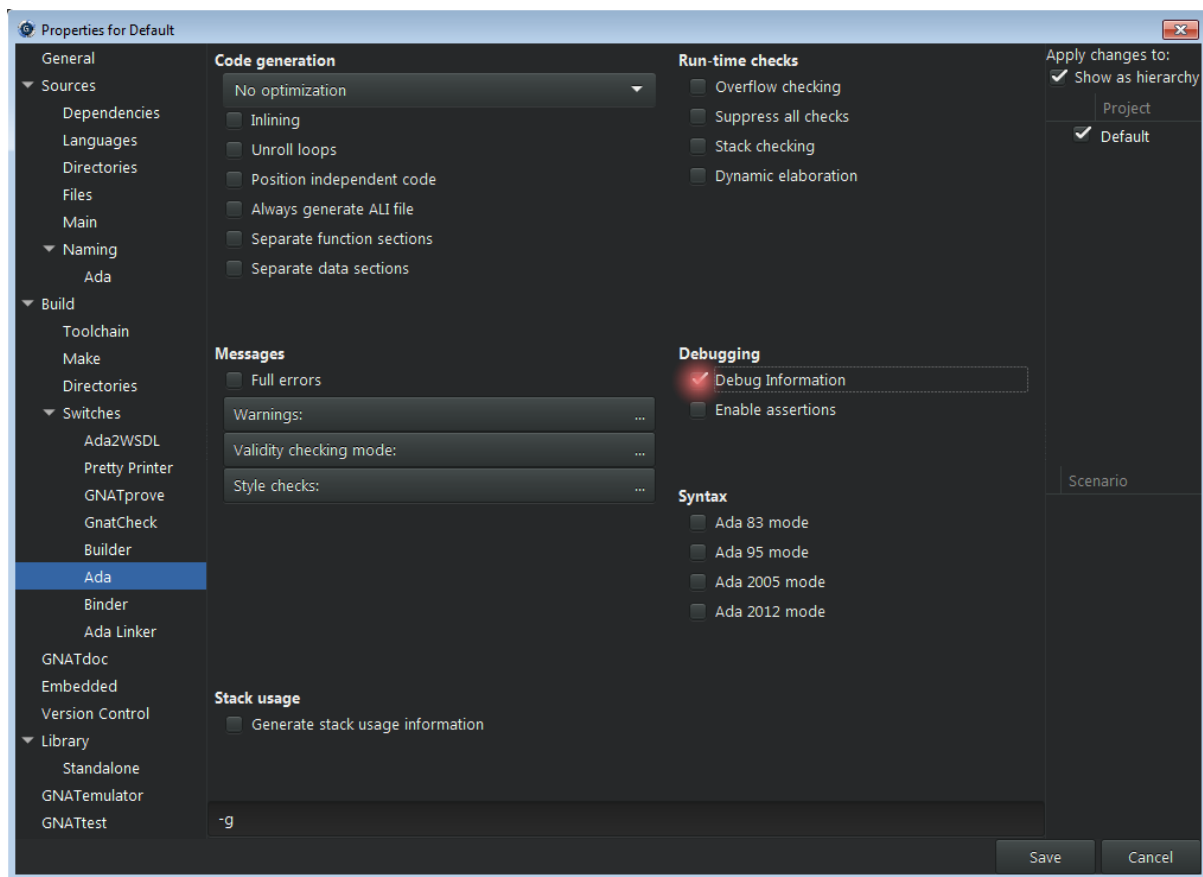 Properties for Default
General
Sources
Dependencies
Languages
Directories
Files
Main
Naming
Ada
Build
Toolchain
Make
Directories
Switches
Ada2WSDL
Pretty Printer
GNATprove
GnatCheck
Builder
Ada
Binder
Ada Linker
GNATdoc
Embedded
Version Control
Library
Standalone
GNATemulator
GNATtest
Code generation
No optimization
Inlining
Unroll loops
Position independent code
Always generate ALI file
Separate function sections
Separate data sections
Run-time checks
Overflow checking
Suppress all checks
Stack checking
Dynamic elaboration
Messages
Full errors
Warnings: ...
Validity checking mode: ...
Style checks: ...
Debugging
Debug Information
Enable assertions
Syntax
Ada 83 mode
Ada 95 mode
Ada 2005 mode
Ada 2012 mode
Stack usage
Generate stack usage information
-g
Apply changes to:
Show as hierarchy
Project
Default
Scenario
Save
Cancel